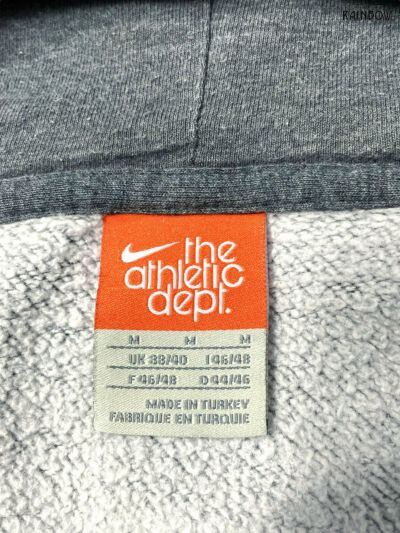 RAINBOW
the
athletic
dept.
M M M
UK 38/40 I 46/48
F 46/48 D 44/46
MADE IN TURKEY
FABRIQUE EN TURQUIE